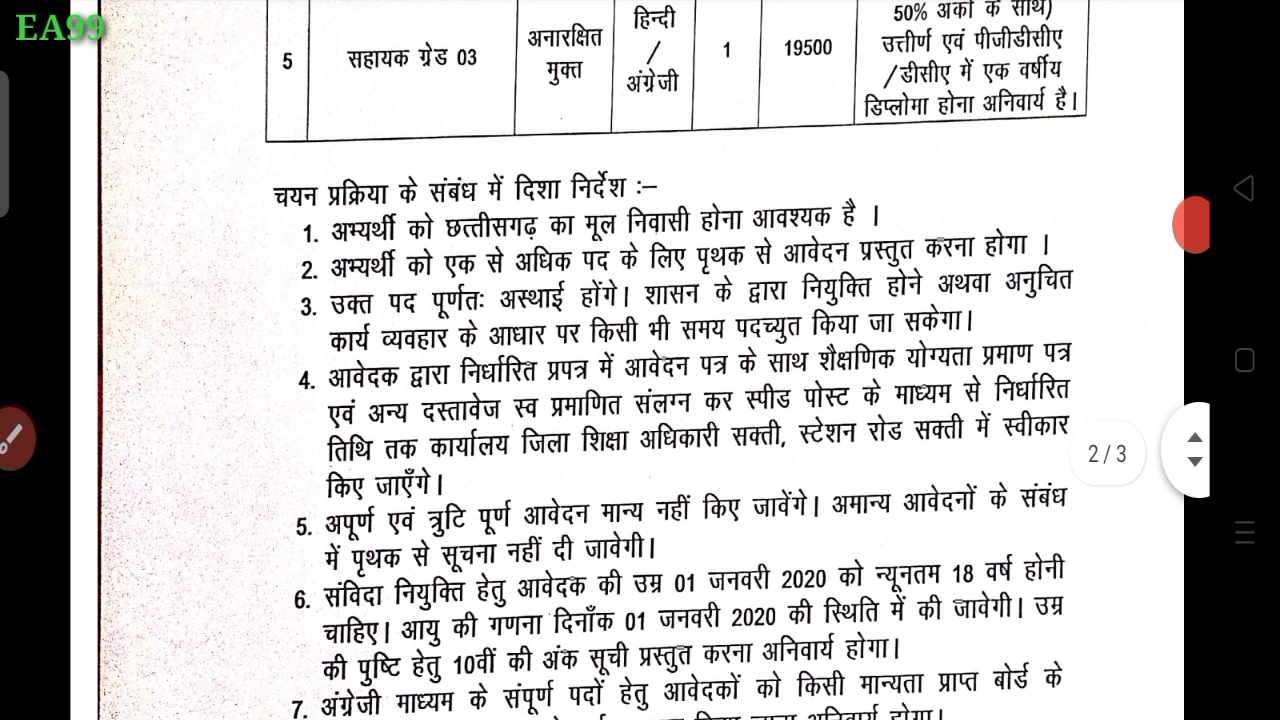 EA99
50% अंकों के साथ)
हिन्दी
अनारक्षित
उत्तीर्ण एवं पीजीडीसीए
5 सहायक ग्रेड 03 / 1 19500
मुक्त
/डीसीए में एक वर्षीय
अंग्रेजी
डिप्लोमा होना अनिवार्य है।
चयन प्रक्रिया के संबंध में दिशा निर्देश :–
1. अभ्यर्थी को छत्तीसगढ़ का मूल निवासी होना आवश्यक है ।
2. अभ्यर्थी को एक से अधिक पद के लिए पृथक से आवेदन प्रस्तुत करना होगा ।
3. उक्त पद पूर्णतः अस्थाई होंगे। शासन के द्वारा नियुक्ति होने अथवा अनुचित
कार्य व्यवहार के आधार पर किसी भी समय पदच्युत किया जा सकेगा।
4. आवेदक द्वारा निर्धारित प्रपत्र में आवेदन पत्र के साथ शैक्षणिक योग्यता प्रमाण पत्र
एवं अन्य दस्तावेज स्व प्रमाणित संलग्न कर स्पीड पोस्ट के माध्यम से निर्धारित
तिथि तक कार्यालय जिला शिक्षा अधिकारी सक्ती, स्टेशन रोड सक्ती में स्वीकार
किए जाएँगे।
2/3
5. अपूर्ण एवं त्रुटि पूर्ण आवेदन मान्य नहीं किए जावेंगे। अमान्य आवेदनों के संबंध
में पृथक से सूचना नहीं दी जावेगी।
6. संविदा नियुक्ति हेतु आवेदक की उम्र 01 जनवरी 2020 को न्यूनतम 18 वर्ष होनी
चाहिए। आयु की गणना दिनाँक 01 जनवरी 2020 की स्थिति में की जावेगी। उम्र
की पुष्टि हेतु 10वीं की अंक सूची प्रस्तुत करना अनिवार्य होगा।
7. अंग्रेजी माध्यम के संपूर्ण पदों हेतु आवेदकों को किसी मान्यता प्राप्त बोर्ड के
अनिवार्य होगा।